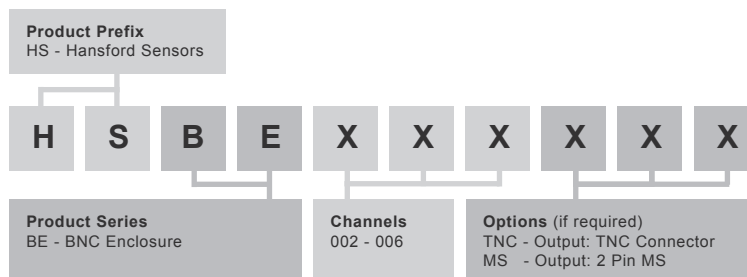 Product Prefix
HS - Hansford Sensors
H S B E X X X X X X
Product Series
BE - BNC Enclosure
Channels
002 - 006
Options (if required)
TNC - Output: TNC Connector
MS - Output: 2 Pin MS